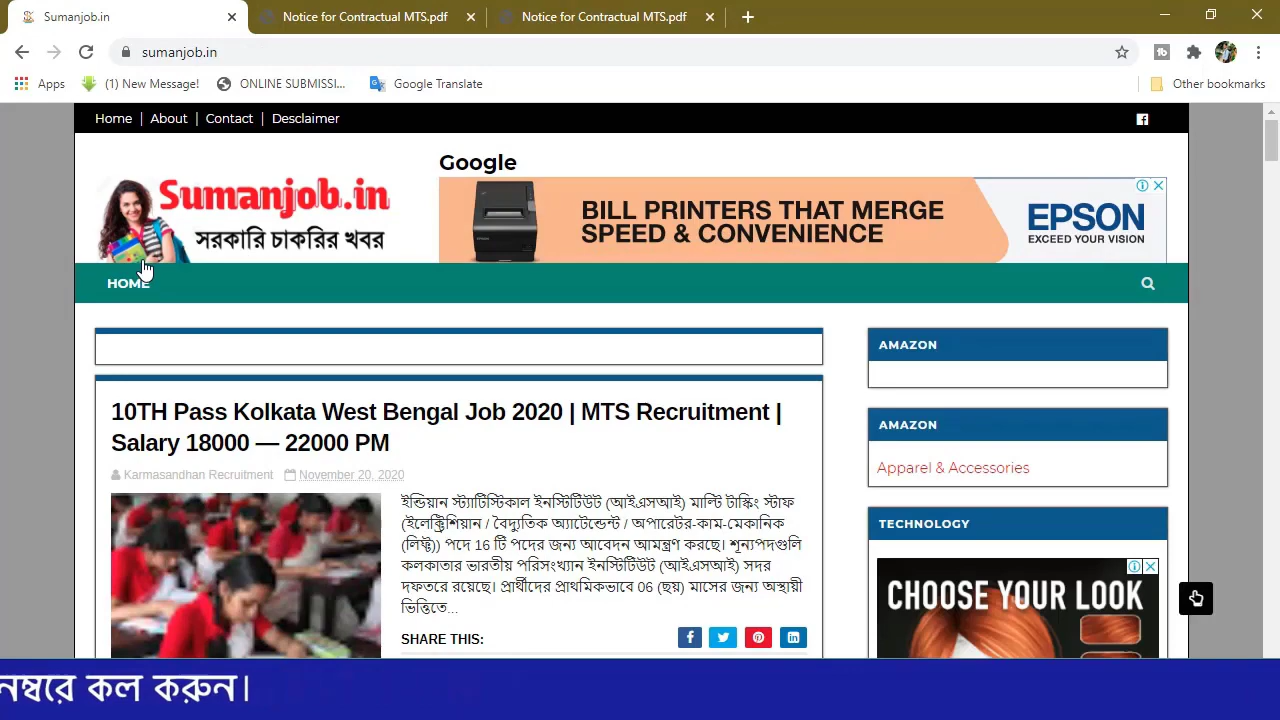 Sumanjob.in
Notice for Contractual MTS.pdf
Notice for Contractual MTS.pdf
sumanjob.in
Apps
(1) New Message!
ONLINE SUBMISSI...
Google Translate
Other bookmarks
Home | About | Contact | Desclaimer
Google
Sumanjob.in
সরকারি চাকরির খবর
BILL PRINTERS THAT MERGE
SPEED & CONVENIENCE
EPSON
EXCEED YOUR VISION
HOME
10TH Pass Kolkata West Bengal Job 2020 | MTS Recruitment |
Salary 18000 — 22000 PM
Karmasandhan Recruitment November 20, 2020
ইন্ডিয়ান স্ট্যাটিস্টিকাল ইনস্টিটিউট (আইএসআই) মাল্টি টাস্কিং স্টাফ
(ইলেক্ট্রিশিয়ান / বৈদ্যুতিক অ্যাটেন্ডেন্ট / অপারেটর-কাম-মেকানিক
(লিফ্ট)) পদে 16 টি পদের জন্য আবেদন আমন্ত্রণ করছে। শূন্যপদগুলি
কলকাতার ভারতীয় পরিসংখ্যান ইনস্টিটিউট (আইএসআই) সদর
দফতরে রয়েছে। প্রার্থীদের প্রাথমিকভাবে 06 (ছয়) মাসের জন্য অস্থায়ী
ভিত্তিতে...
SHARE THIS:
AMAZON
AMAZON
Apparel & Accessories
TECHNOLOGY
CHOOSE YOUR LOOK
নম্বরে কল করুন।